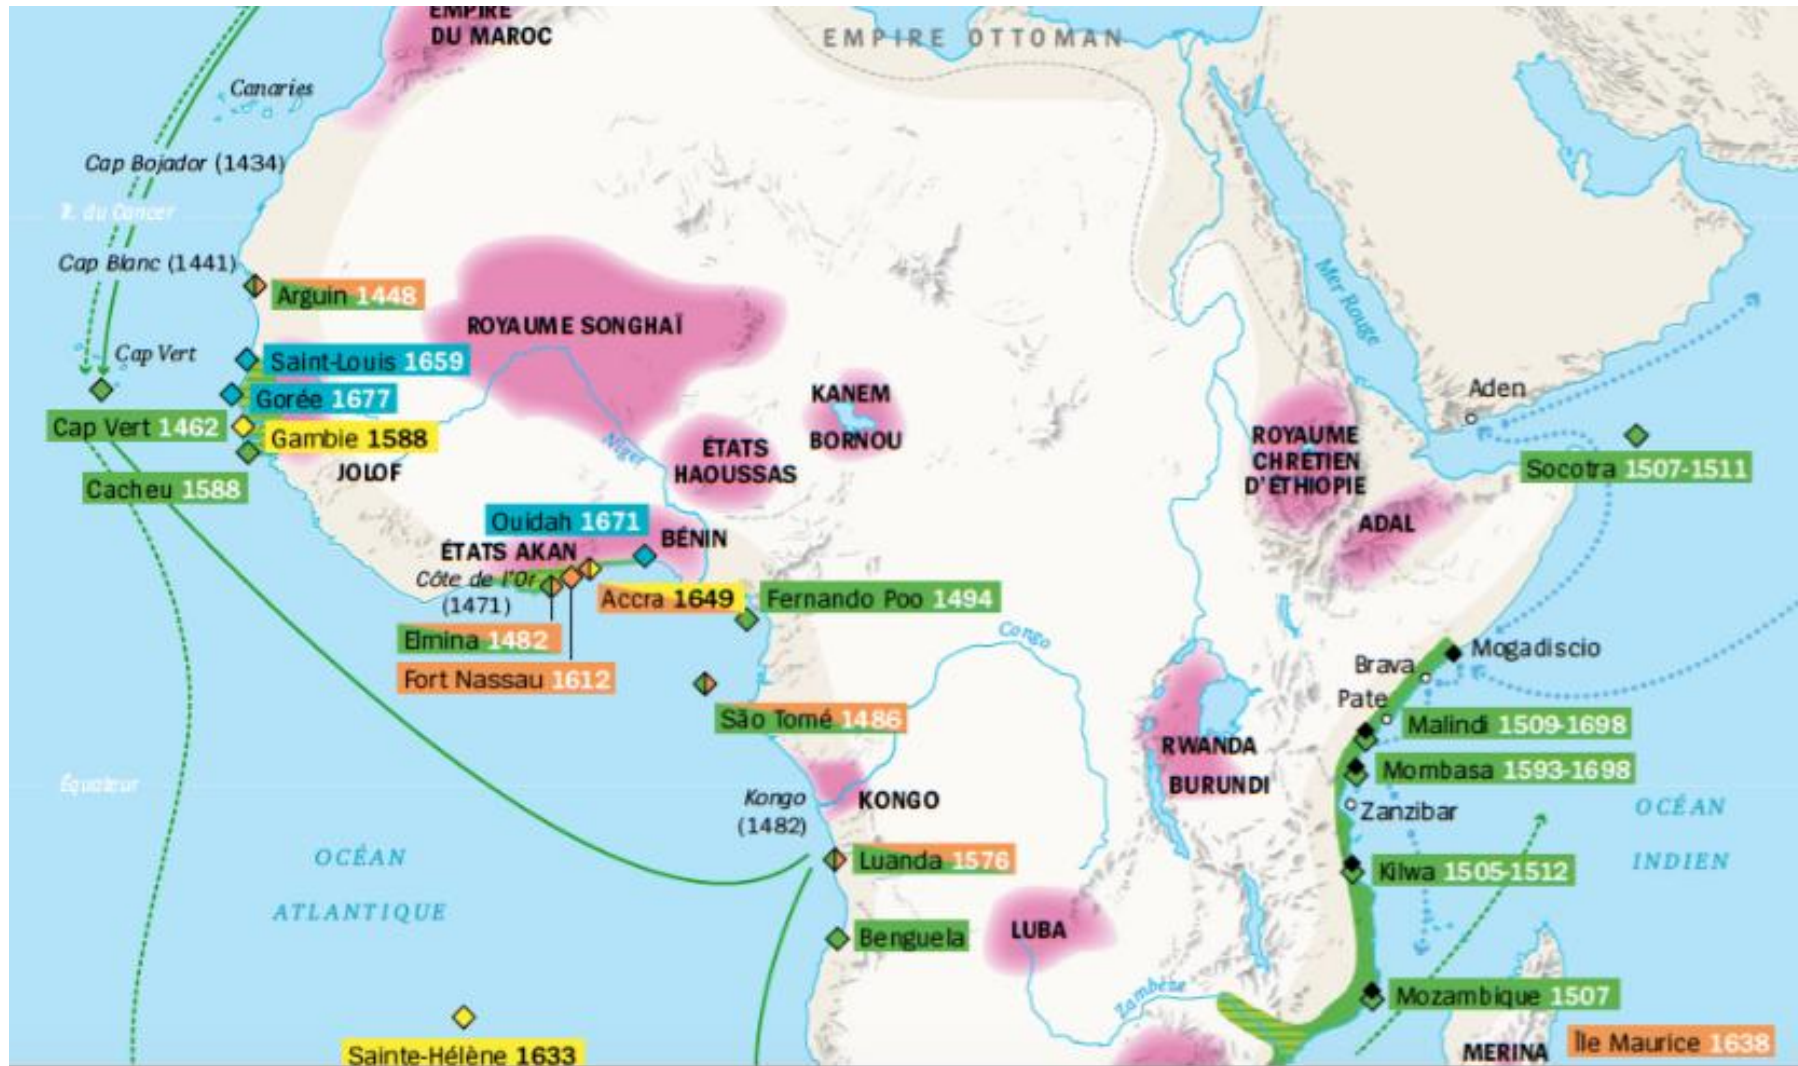 EMPIRE
DU MAROC
EMPIRE OTTOMAN
Canaries
Cap Bojador (1434)
T. du Cancer
Cap Blanc (1441)
Arguin 1448
ROYAUME SONGHAÏ
Mer Rouge
Cap Vert
Saint-Louis 1659
Gorée 1677
Cap Vert 1462
Gambie 1588
JOLOF
Cacheu 1588
Niger
KANEM
BORNOU
ÉTATS
HAOUSSAS
Aden
ROYAUME
CHRÉTIEN
D'ÉTHIOPIE
Socotra 1507-1511
ADAL
Ouidah 1671
BÉNIN
ÉTATS AKAN
Côte de l'Or
(1471)
Accra 1649
Fernando Poo 1494
Elmina 1482
Fort Nassau 1612
Congo
São Tomé 1486
Mogadiscio
Brava
Pate
Malindi 1509-1698
RWANDA
BURUNDI
Mombasa 1593-1698
Équateur
Kongo
(1482)
KONGO
Zanzibar
OCÉAN
INDIEN
OCÉAN
ATLANTIQUE
Luanda 1576
Kilwa 1505-1512
Benguela
LUBA
Zambèze
Mozambique 1507
Sainte-Hélène 1633
MERINA
Île Maurice 1638